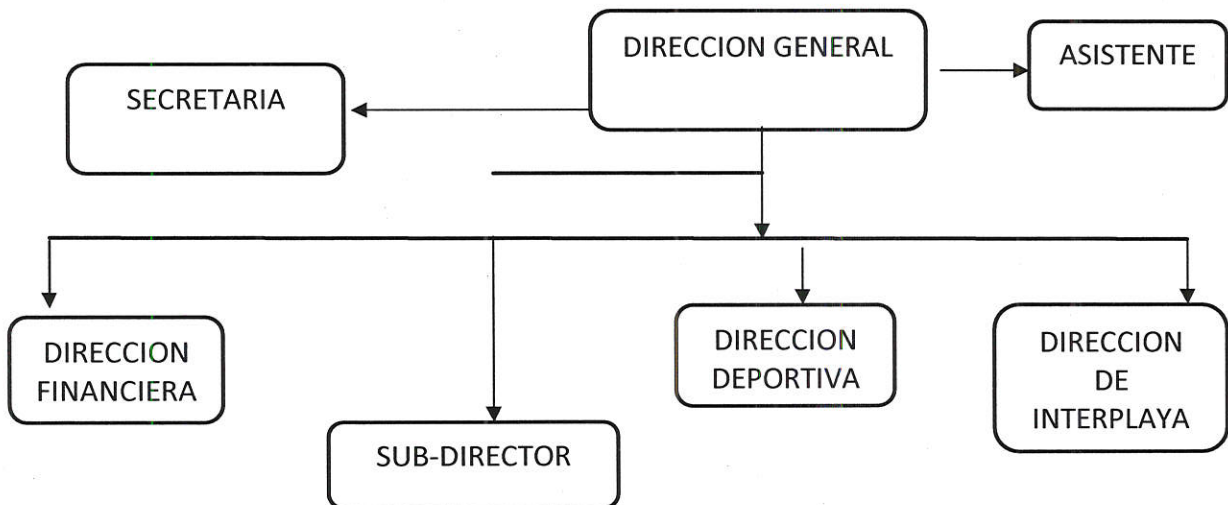 DIRECCION GENERAL
ASISTENTE
SECRETARIA
DIRECCION
FINANCIERA
SUB-DIRECTOR
DIRECCION
DEPORTIVA
DIRECCION
DE
INTERPLAYA